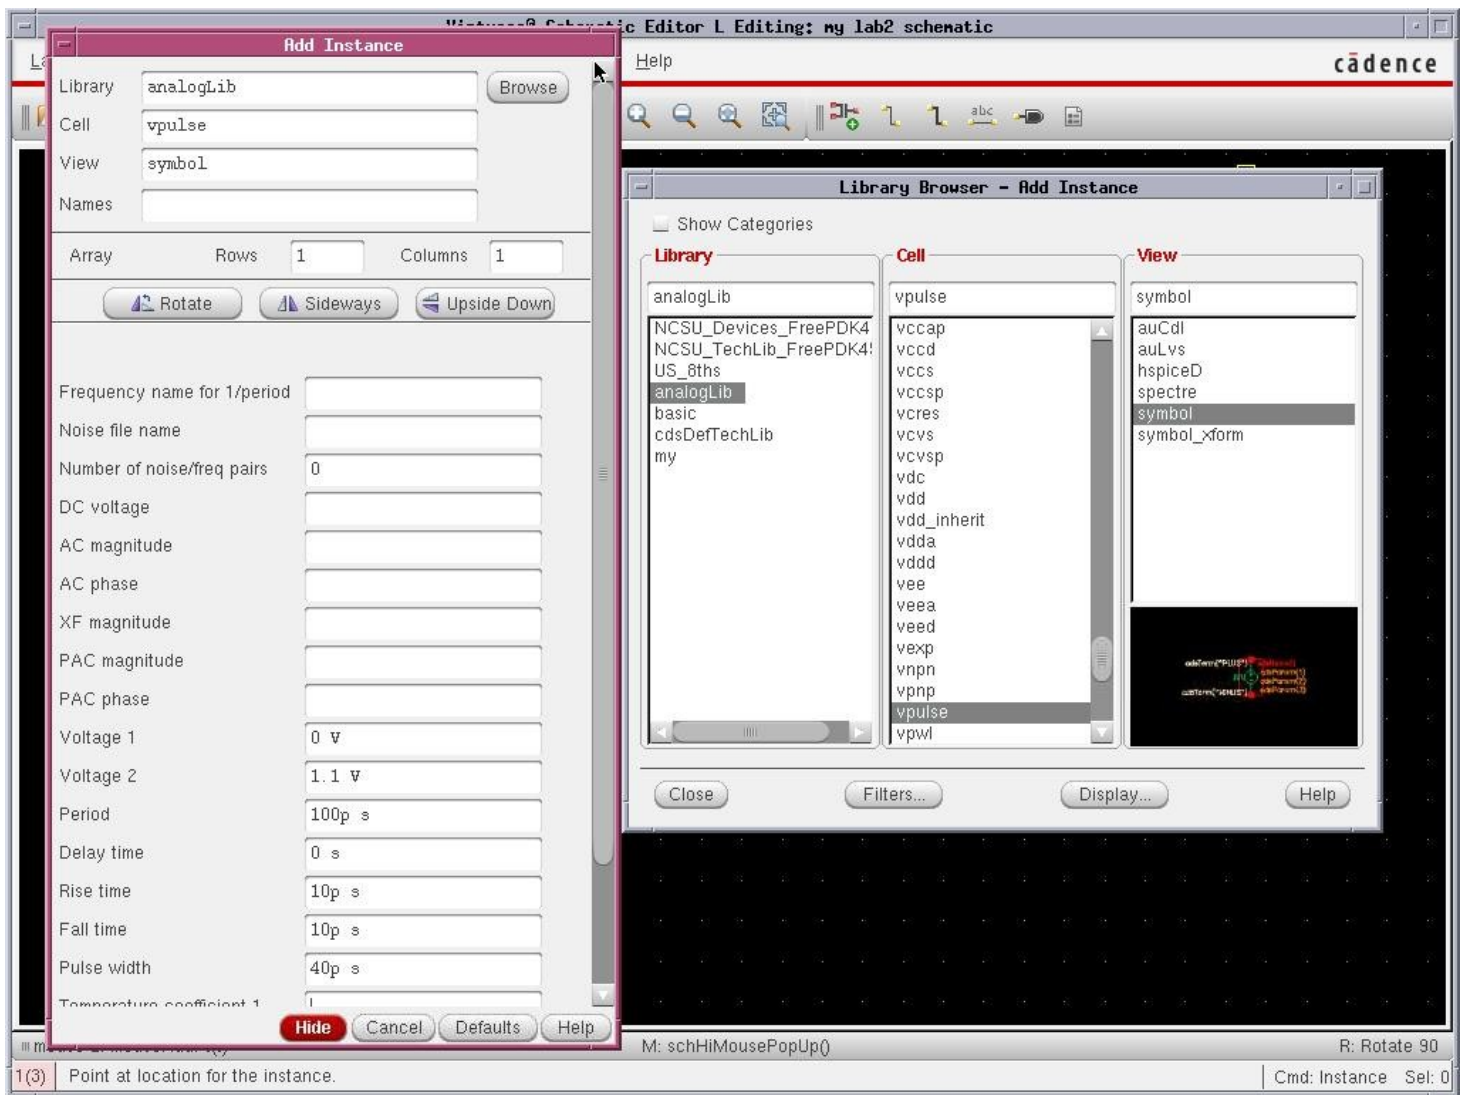 Editor L Editing: my lab2 schematic
Add Instance
Help
cādence
Library analogLib Browse
Cell vpulse
View symbol
Names
Array Rows 1 Columns 1
Rotate Sideways Upside Down
Frequency name for 1/period
Noise file name
Number of noise/freq pairs 0
DC voltage
AC magnitude
AC phase
XF magnitude
PAC magnitude
PAC phase
Voltage 1 0 V
Voltage 2 1.1 V
Period 100p s
Delay time 0 s
Rise time 10p s
Fall time 10p s
Pulse width 40p s
Temperature coefficient 1
Hide Cancel Defaults Help
abc
Library Browser - Add Instance
Show Categories
Library
analogLib
NCSU_Devices_FreePDK4
NCSU_TechLib_FreePDK4
US_8ths
analogLib
basic
cdsDefTechLib
my
Cell
vpulse
vccap
vccd
vccs
vccsp
vcres
vcvs
vcvsp
vdc
vdd
vdd_inherit
vdda
vddd
vee
veea
veed
vexp
vnpn
vpnp
vpulse
vpwl
View
symbol
auCdl
auLvs
hspiceD
spectre
symbol
symbol_xform
Close Filters... Display... Help
M: schHiMousePopUp() R: Rotate 90
1(3) Point at location for the instance. Cmd: Instance Sel: 0